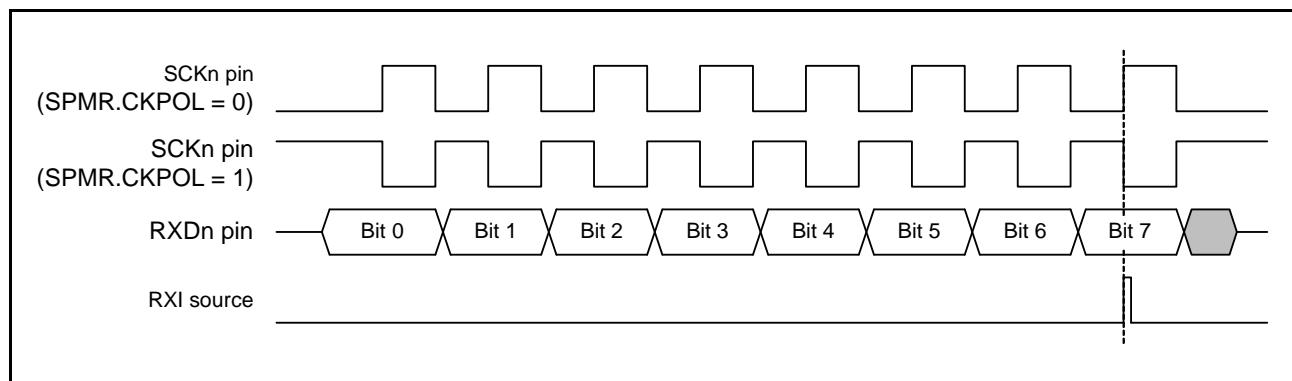 SCKn pin
(SPMR.CKPOL = 0)
SCKn pin
(SPMR.CKPOL = 1)
RXDn pin
Bit 0 Bit 1 Bit 2 Bit 3 Bit 4 Bit 5 Bit 6 Bit 7
RXI source